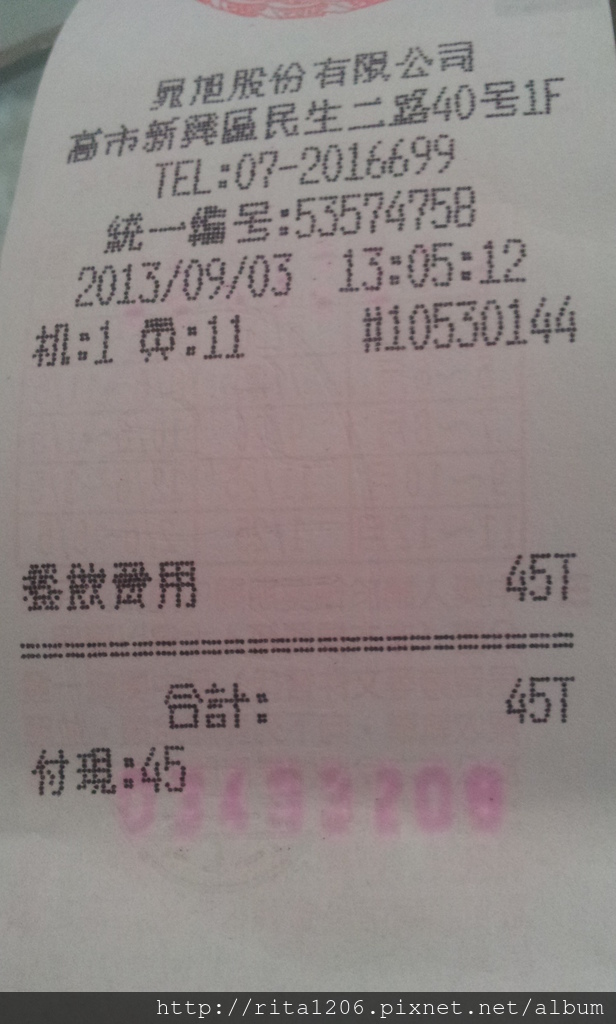 晁旭股份有限公司
高市新興區民生二路40号1F
TEL:07-2016699
統一編号:53574758
2013/09/03 13:05:12
机:1 頁:11 #10530144
餐飲費用 45T
合計: 45T
付現:45
http://rita1206.pixnet.net/album